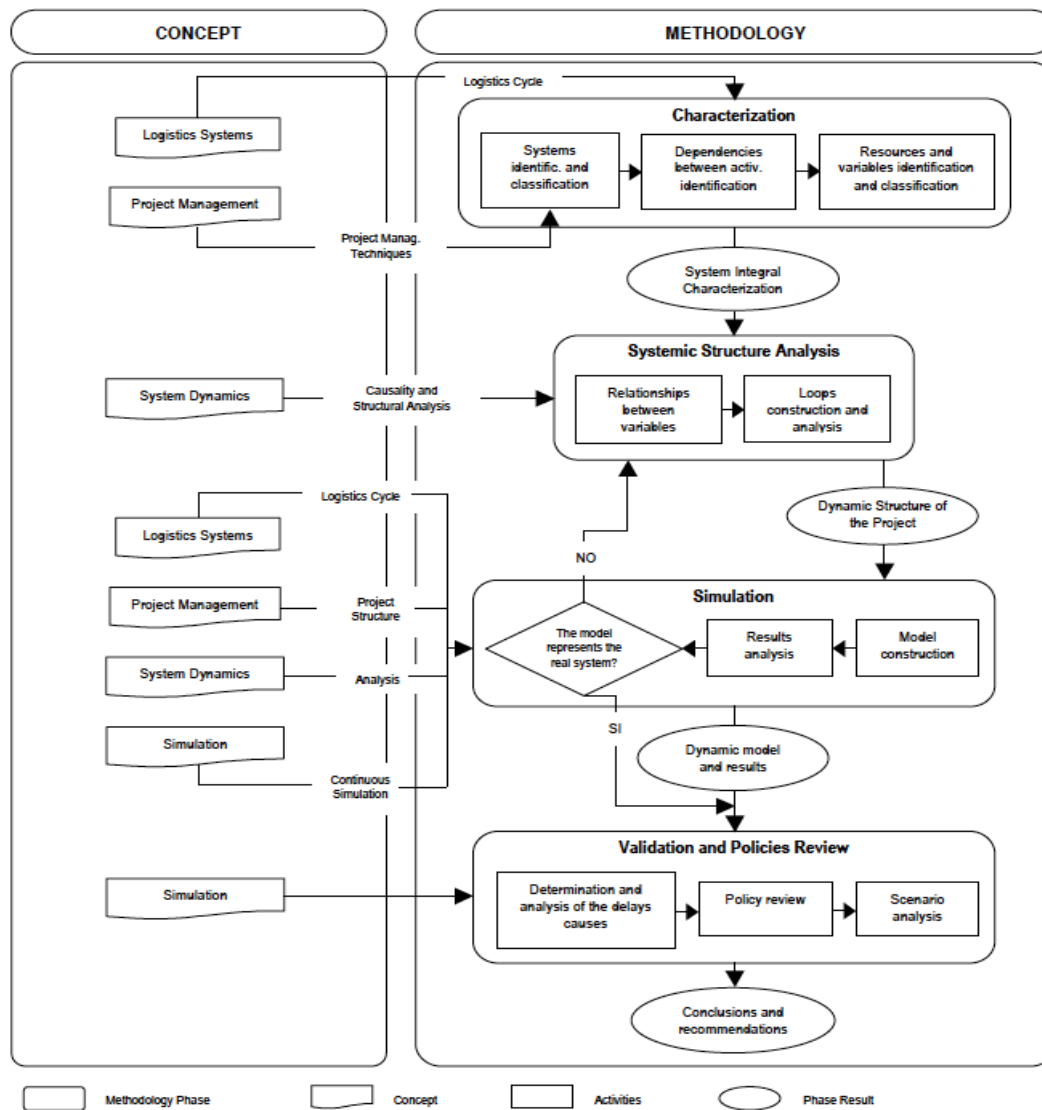 CONCEPT
METHODOLOGY
Logistics Cycle
Logistics Systems
Characterization
Systems
identific. and
classification
Dependencies
between activ.
identification
Resources and
variables identification
and classification
Project Management
Project Manag.
Techniques
System Integral
Characterization
Systemic Structure Analysis
System Dynamics
Causality and
Structural Analysis
Relationships
between
variables
Loops
construction and
analysis
Logistics Cycle
Logistics Systems
Dynamic Structure of
the Project
NO
Simulation
Project Management
Project
Structure
The model
represents the
real system?
Results
analysis
Model
construction
System Dynamics
Analysis
SI
Simulation
Dynamic model
and results
Continuous
Simulation
Validation and Policies Review
Simulation
Determination and
analysis of the delays
causes
Policy review
Scenario
analysis
Conclusions and
recommendations
Methodology Phase
Concept
Activities
Phase Result